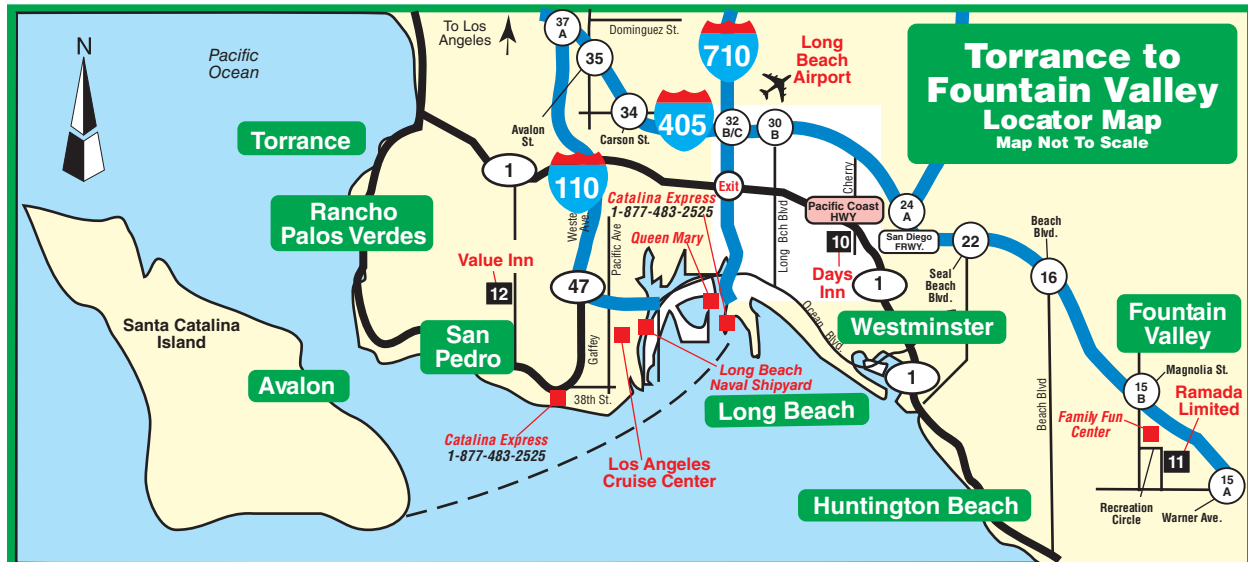 Torrance to
Fountain Valley
Locator Map
Map Not To Scale
N
Pacific
Ocean
To Los
Angeles
37
A
Dominguez St.
35
710
Long
Beach
Airport
34
405
32
B/C
30
B
Avalon
St.
Carson St.
Torrance
1
110
Exit
Cherry
Catalina Express
1-877-483-2525
Pacific Coast
HWY
24
A
San Diego
FRWY.
Rancho
Palos Verdes
Ave.
Pacific Ave
Queen Mary
Long Bch Blvd
10
Days
Inn
22
Beach
Blvd.
Value Inn
12
47
1
Seal
Beach
Blvd.
16
Santa Catalina
Island
San
Pedro
Gaffey
Ocean Blvd.
Westminster
Fountain
Valley
Avalon
Long Beach
Naval Shipyard
1
Magnolia St.
15
B
Ramada
Limited
38th St.
Long Beach
Beach Blvd
Family Fun
Center
11
Catalina Express
1-877-483-2525
Los Angeles
Cruise Center
15
A
Huntington Beach
Recreation
Circle
Warner Ave.